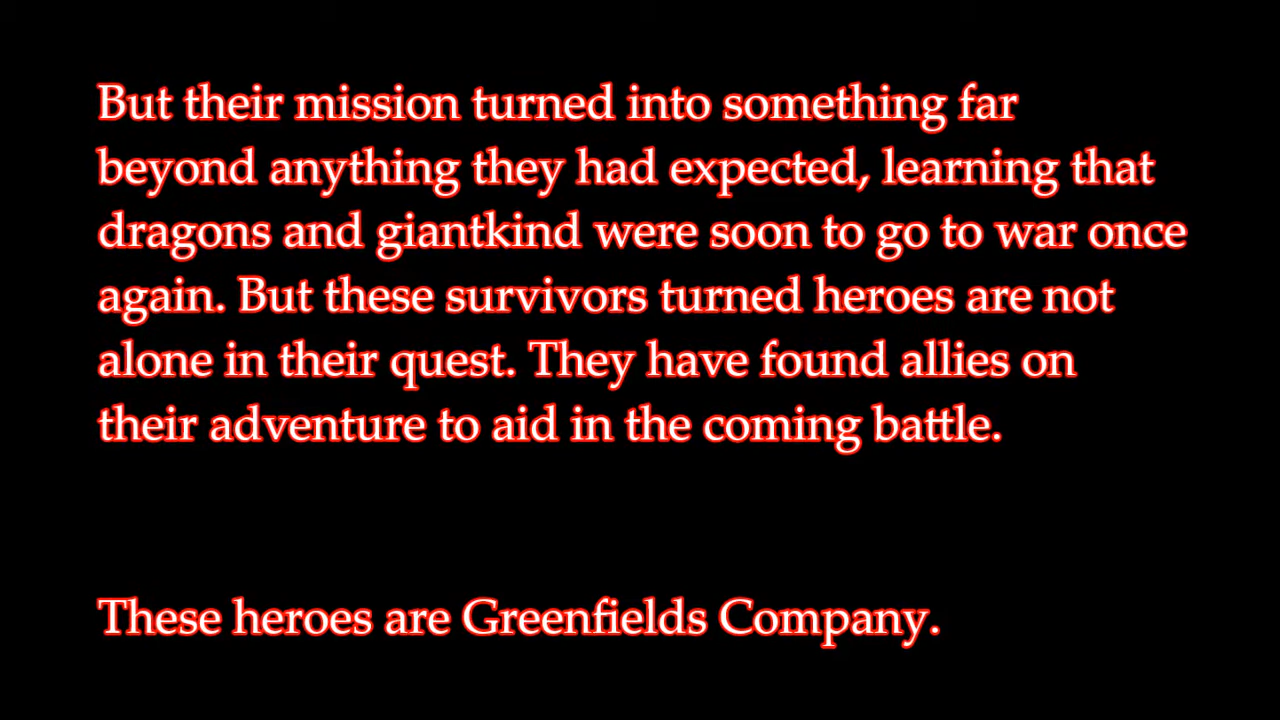 But their mission turned into something far
beyond anything they had expected, learning that
dragons and giantkind were soon to go to war once
again. But these survivors turned heroes are not
alone in their quest. They have found allies on
their adventure to aid in the coming battle.
These heroes are Greenfields Company.